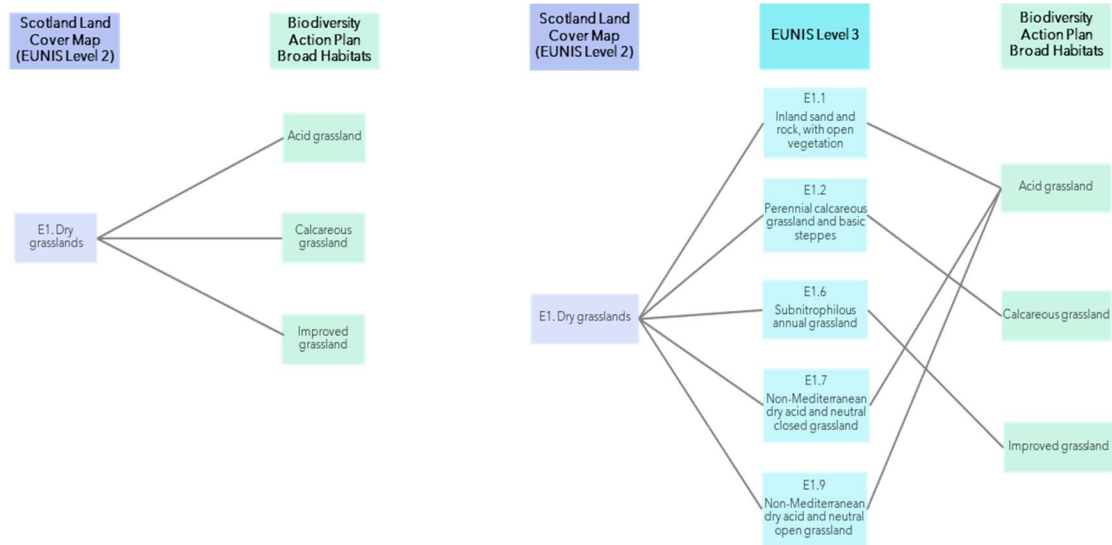 Scotland Land
Cover Map
(EUNIS Level 2)
Biodiversity
Action Plan
Broad Habitats
E1. Dry
grasslands
Acid grassland
Calcareous
grassland
Improved
grassland
Scotland Land
Cover Map
(EUNIS Level 2)
EUNIS Level 3
Biodiversity
Action Plan
Broad Habitats
E1. Dry grasslands
E1.1
Inland sand and
rock, with open
vegetation
E1.2
Perennial calcareous
grassland and basic
steppes
E1.6
Subnitrophilous
annual grassland
E1.7
Non-Mediterranean
dry acid and neutral
closed grassland
E1.9
Non-Mediterranean
dry acid and neutral
open grassland
Acid grassland
Calcareous grassland
Improved grassland